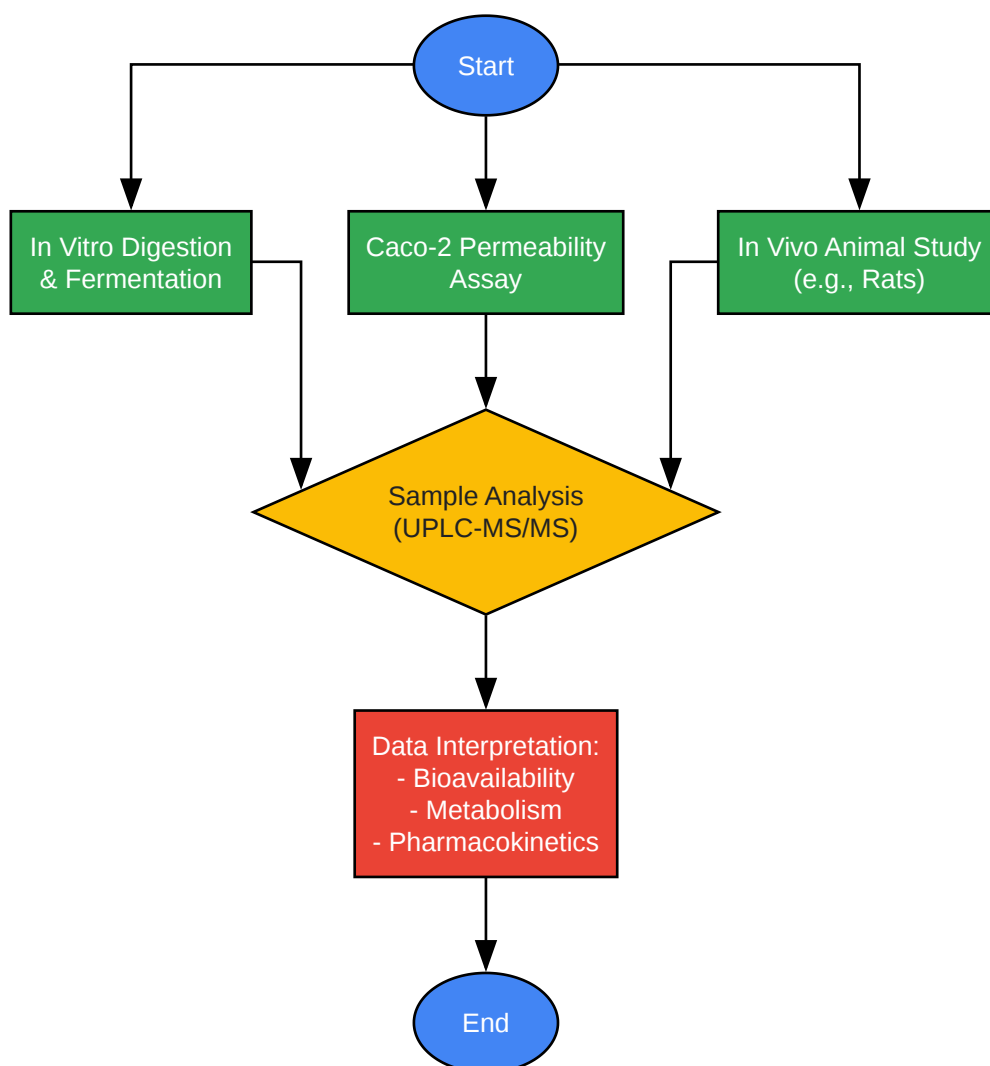 Start
In Vitro Digestion
& Fermentation
Caco-2 Permeability
Assay
In Vivo Animal Study
(e.g., Rats)
Sample Analysis
(UPLC-MS/MS)
Data Interpretation:
- Bioavailability
- Metabolism
- Pharmacokinetics
End